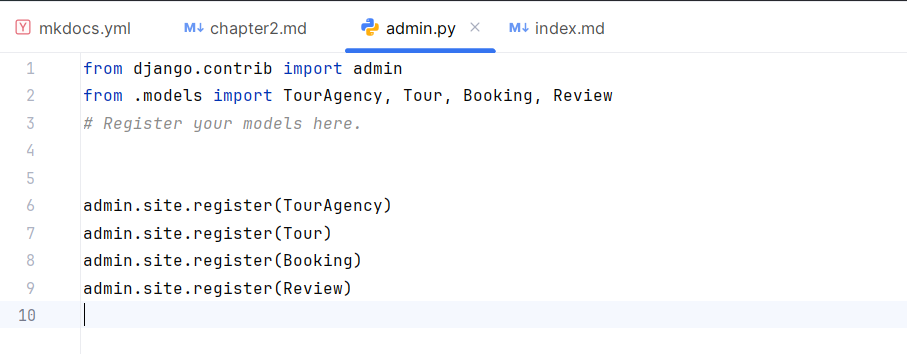 mkdocs.yml chapter2.md admin.py index.md
1 from django.contrib import admin
2 from .models import TourAgency, Tour, Booking, Review
3 # Register your models here.
4
5
6 admin.site.register(TourAgency)
7 admin.site.register(Tour)
8 admin.site.register(Booking)
9 admin.site.register(Review)
10